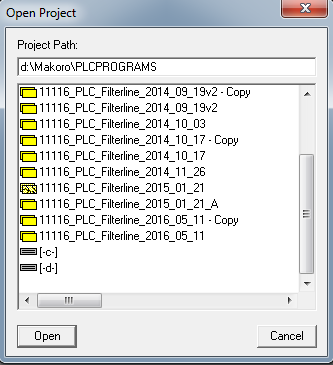 Open Project
Project Path:
d:\Makoro\PLCPROGRAMS
11116_PLC_Filterline_2014_09_19v2 - Copy
11116_PLC_Filterline_2014_09_19v2
11116_PLC_Filterline_2014_10_03
11116_PLC_Filterline_2014_10_17 - Copy
11116_PLC_Filterline_2014_10_17
11116_PLC_Filterline_2014_11_26
11116_PLC_Filterline_2015_01_21
11116_PLC_Filterline_2015_01_21_A
11116_PLC_Filterline_2016_05_11 - Copy
11116_PLC_Filterline_2016_05_11
[-c-]
[-d-]
Open
Cancel